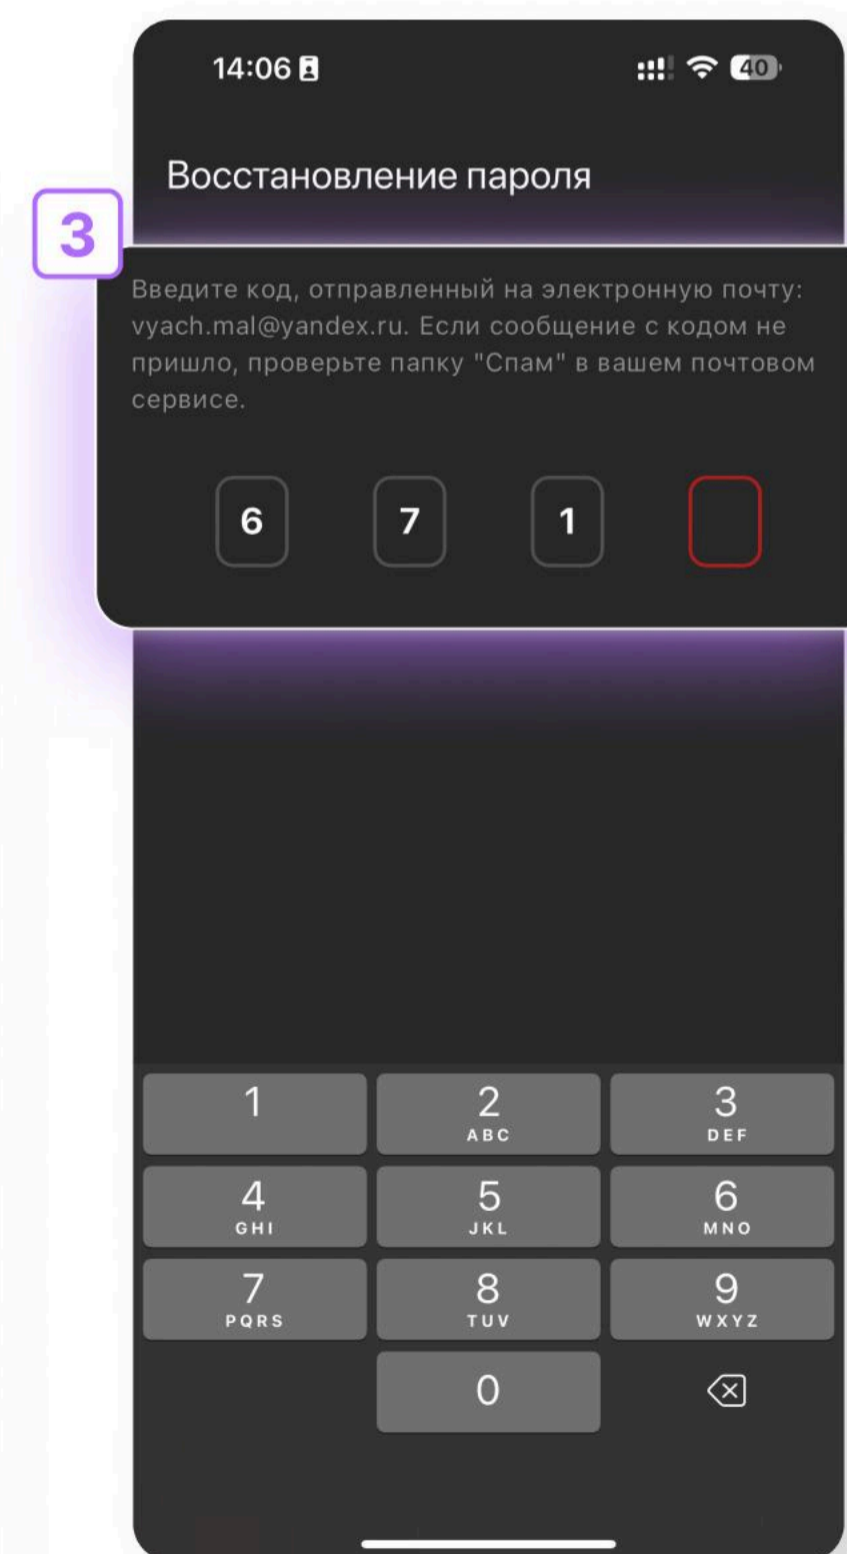 14:06
40
Восстановление пароля
3
Введите код, отправленный на электронную почту:
vyach.mal@yandex.ru. Если сообщение с кодом не
пришло, проверьте папку "Спам" в вашем почтовом
сервисе.
6 7 1
1 2 3
ABC DEF
4 5 6
GHI JKL MNO
7 8 9
PQRS TUV WXYZ
0